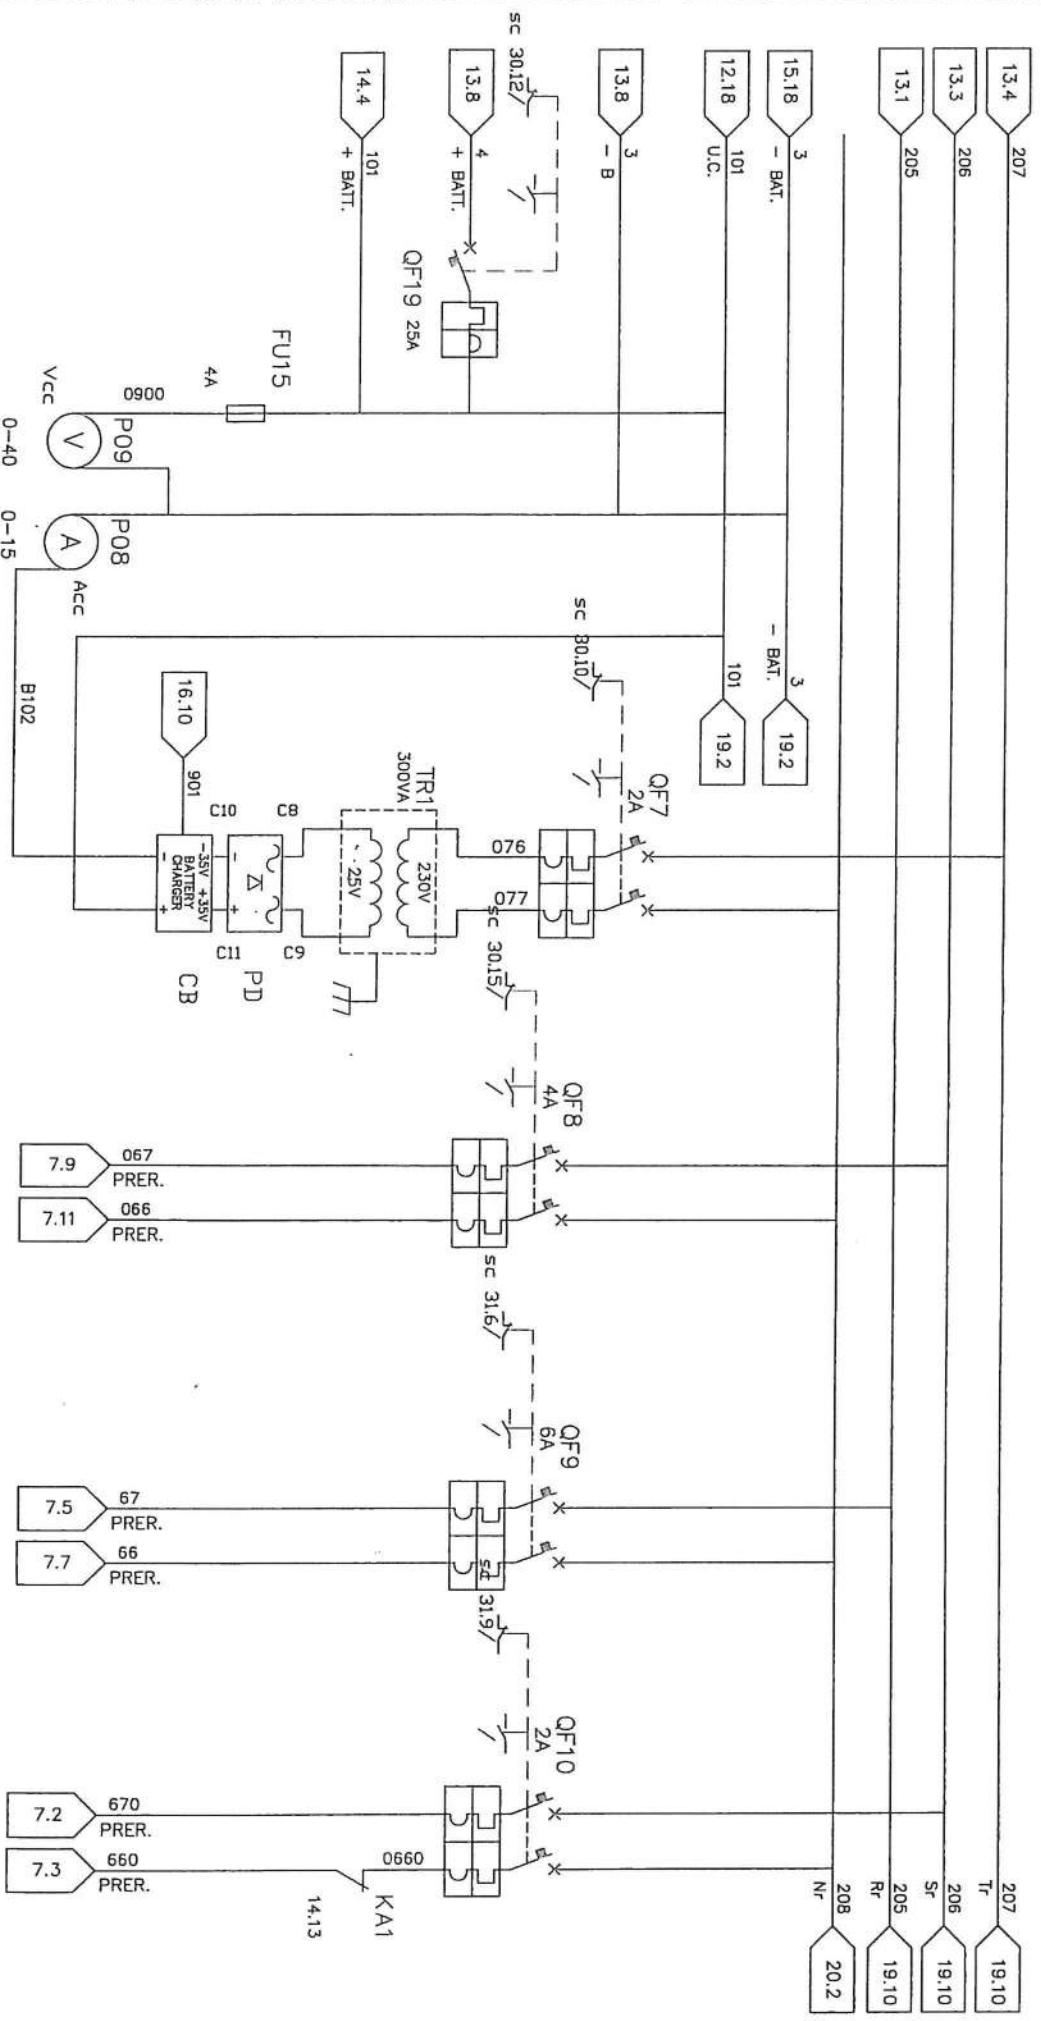 13.4
207
207
Tr
19.10
13.3
206
206
Sr
19.10
13.1
205
205
Rr
19.10
208
Nr
20.2
15.18
3
- BAT.
3
- BAT.
19.2
12.18
101
U.C.
101
19.2
13.8
3
- B
sc 30.12
13.8
4
+ BATT.
QF19 25A
14.4
101
+ BATT.
FU15
4A
0900
Vcc
V
P09
0-40
A
P08
0-15
Acc
B102
sc 30.10
QF7
2A
076
077
TR1
300VA
230V
25V
C8
C9
PD
- +
C10
C11
-35V +35V
BATTERY
CHARGER
- +
CB
16.10
901
sc 30.15
QF8
4A
7.9
067
PRER.
7.11
066
PRER.
sc 31.6
QF9
6A
7.5
67
PRER.
7.7
66
PRER.
sc 31.9
QF10
2A
7.2
670
PRER.
7.3
660
PRER.
0660
KA1
14.13